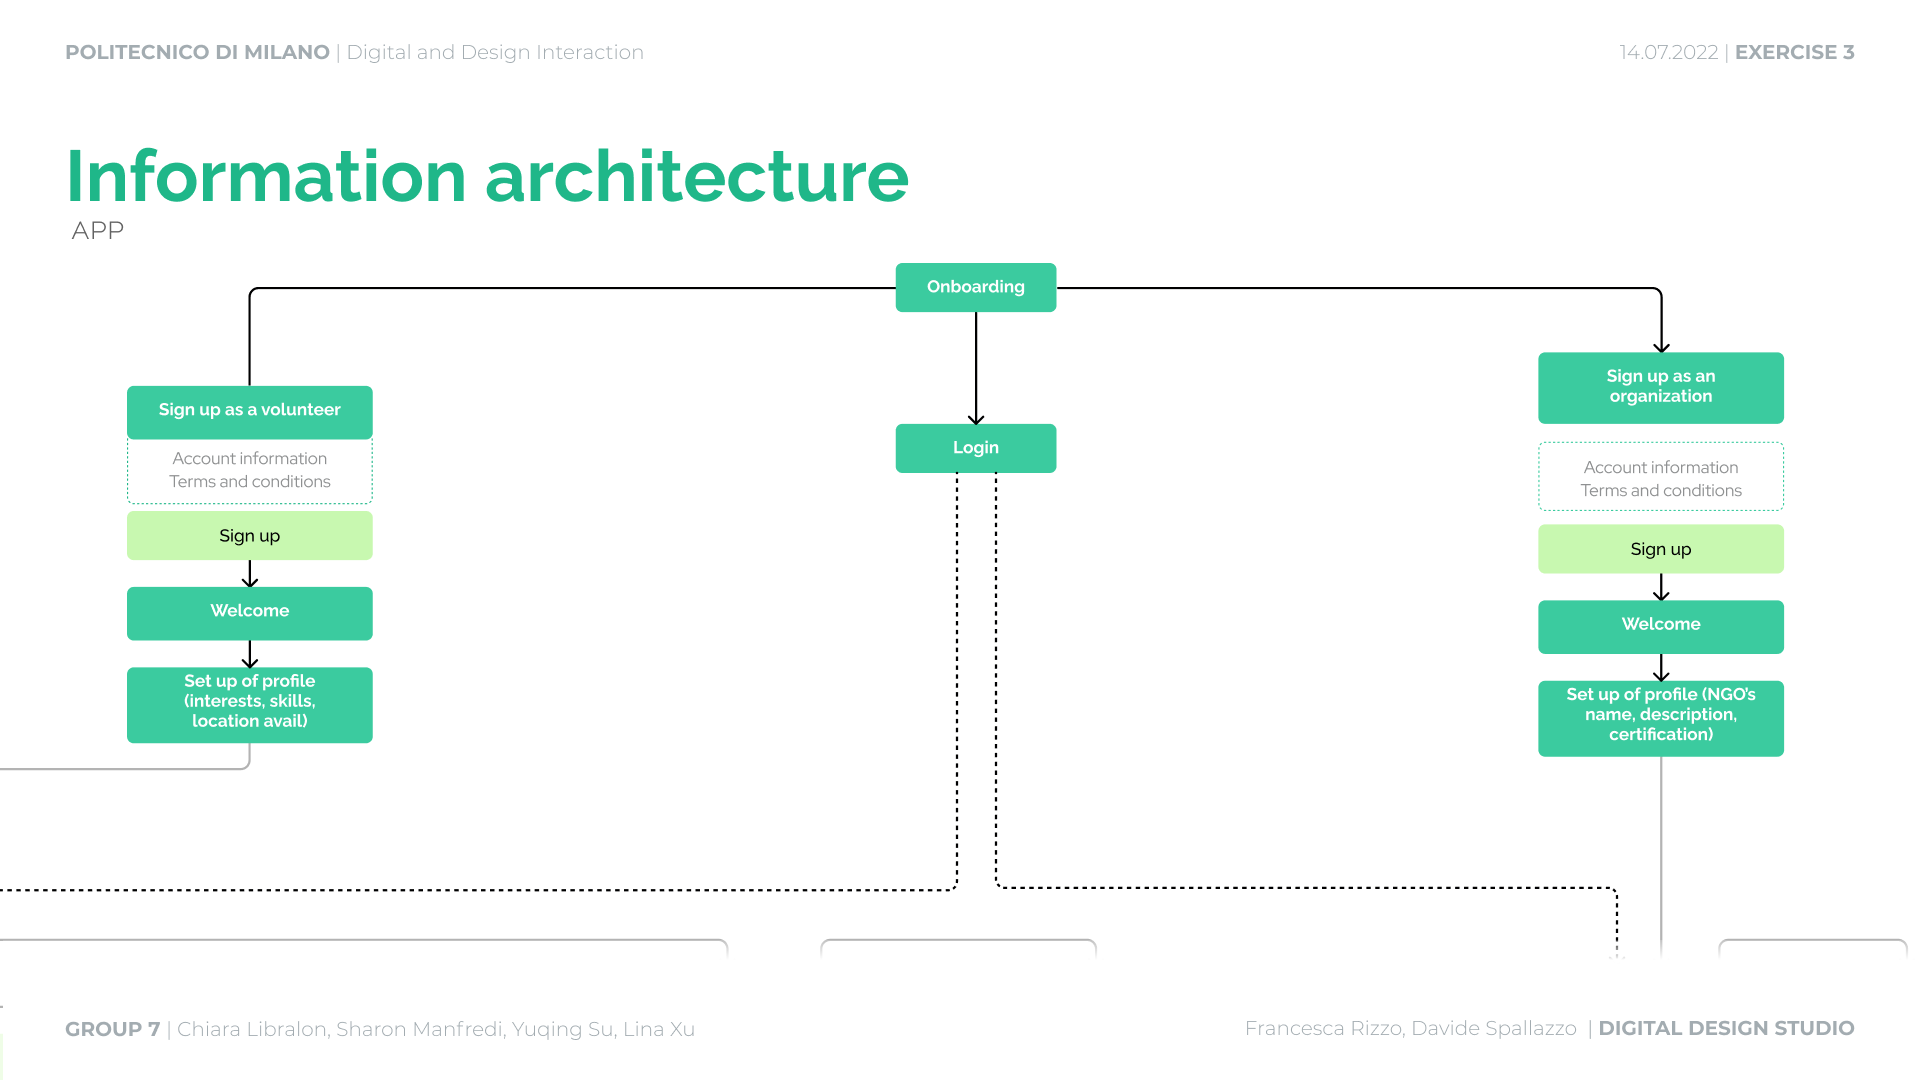 POLITECNICO DI MILANO | Digital and Design Interaction
14.07.2022 | EXERCISE 3
Information architecture
APP
Onboarding
Sign up as a volunteer
Account information
Terms and conditions
Sign up
Welcome
Set up of profile
(interests, skills,
location avail)
Login
Sign up as an
organization
Account information
Terms and conditions
Sign up
Welcome
Set up of profile (NGO's
name, description,
certification)
GROUP 7 | Chiara Libralon, Sharon Manfredi, Yuqing Su, Lina Xu
Francesca Rizzo, Davide Spallazzo | DIGITAL DESIGN STUDIO